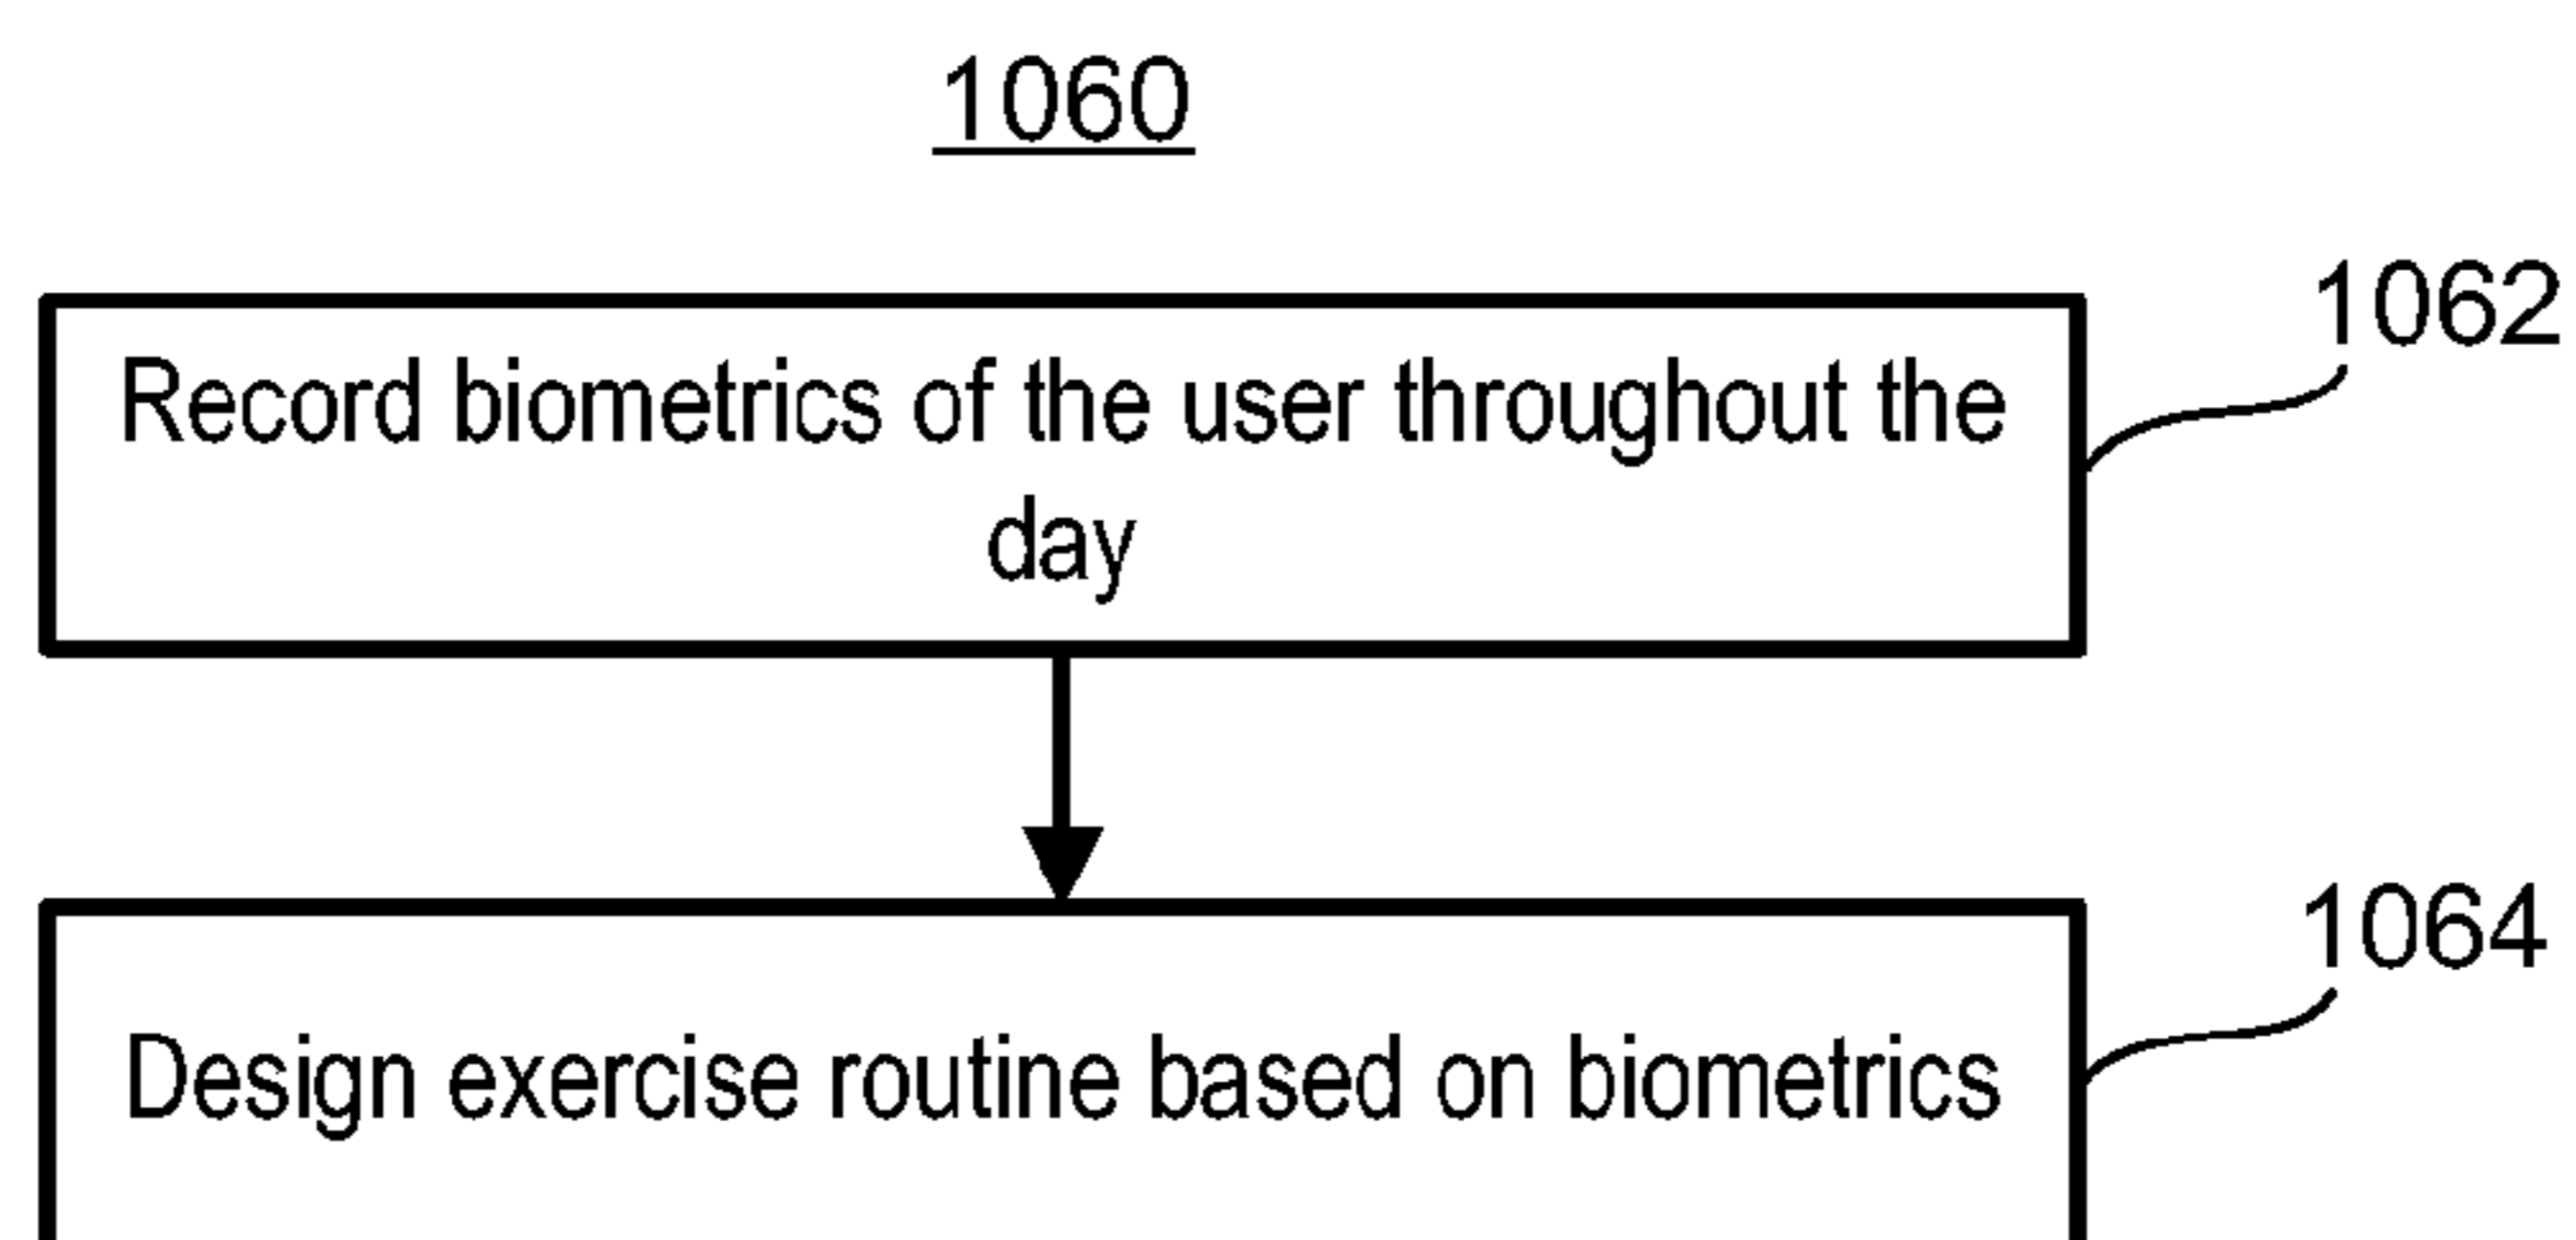 1060
1062
Record biometrics of the user throughout the
day
1064
Design exercise routine based on biometrics